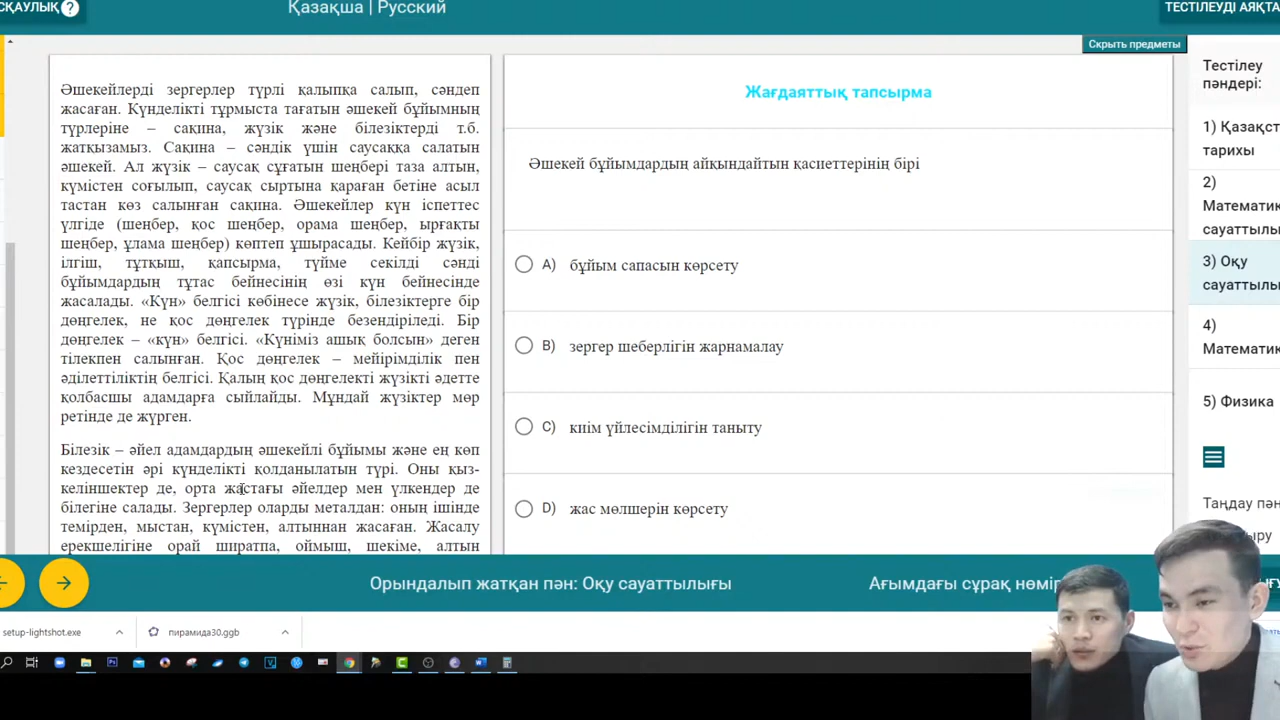 СҚАУЛЫҚ ?
Қазақша | Русский
ТЕСТІЛЕУДІ АЯҚТА
Скрыть предметы
Әшекейлерді зергерлер түрлі қалыпқа салып, сәндеп
жасаған. Күнделікті тұрмыста тағатын әшекей бұйымның
түрлеріне – сақина, жүзік және білезіктерді т.б.
жатқызамыз. Сақина – сәндік үшін саусаққа салатын
әшекей. Ал жүзік – саусақ сұғатын шеңбері таза алтын,
күмістен соғылып, саусақ сыртына қараған бетіне асыл
тастан көз салынған сақина. Әшекейлер күн іспеттес
үлгіде (шеңбер, қос шеңбер, орама шеңбер, ырғақты
шеңбер, ұлама шеңбер) көптеп ұшырасады. Кейбір жүзік,
ілгіш, тұтқыш, қапсырма, түйме секілді сәнді
бұйымдардың тұтас бейнесінің өзі күн бейнесінде
жасалады. «Күн» белгісі көбінесе жүзік, білезіктерге бір
дөңгелек, не қос дөңгелек түрінде безендіріледі. Бір
дөңгелек – «күн» белгісі. «Күніміз ашық болсын» деген
тілекпен салынған. Қос дөңгелек – мейірімділік пен
әділеттіліктің белгісі. Қалың қос дөңгелекті жүзікті әдетте
қолбасшы адамдарға сыйлайды. Мұндай жүзіктер мөр
ретінде де жүрген.
Білезік – әйел адамдардың әшекейлі бұйымы және ең көп
кездесетін әрі күнделікті қолданылатын түрі. Оны қыз-
келіншектер де, орта жастағы әйелдер мен үлкендер де
білегіне салады. Зергерлер оларды металдан: оның ішінде
темірден, мыстан, күмістен, алтыннан жасаған. Жасалу
ерекшелігіне орай ширатпа, оймыш, шекіме, алтын
Жағдаяттық тапсырма
Әшекей бұйымдардың айқындайтын қасиеттерінің бірі
A) бұйым сапасын көрсету
B) зергер шеберлігін жарнамалау
C) киім үйлесімділігін таныту
D) жас мөлшерін көрсету
Тестілеу
пәндері:
1) Қазақст
тарихы
2)
Математик
сауаттылы
3) Оқу
сауаттылы
4)
Математик
5) Физика
Таңдау пән
Орындалып жатқан пән: Оқу сауаттылығы
Ағымдағы сұрақ нөмір
setup-lightshot.exe
пирамида30.ggb